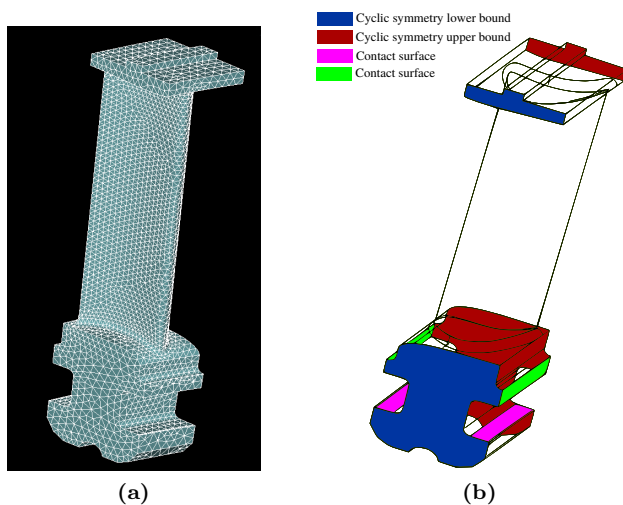 Cyclic symmetry lower bound
Cyclic symmetry upper bound
Contact surface
Contact surface
(a)
(b)